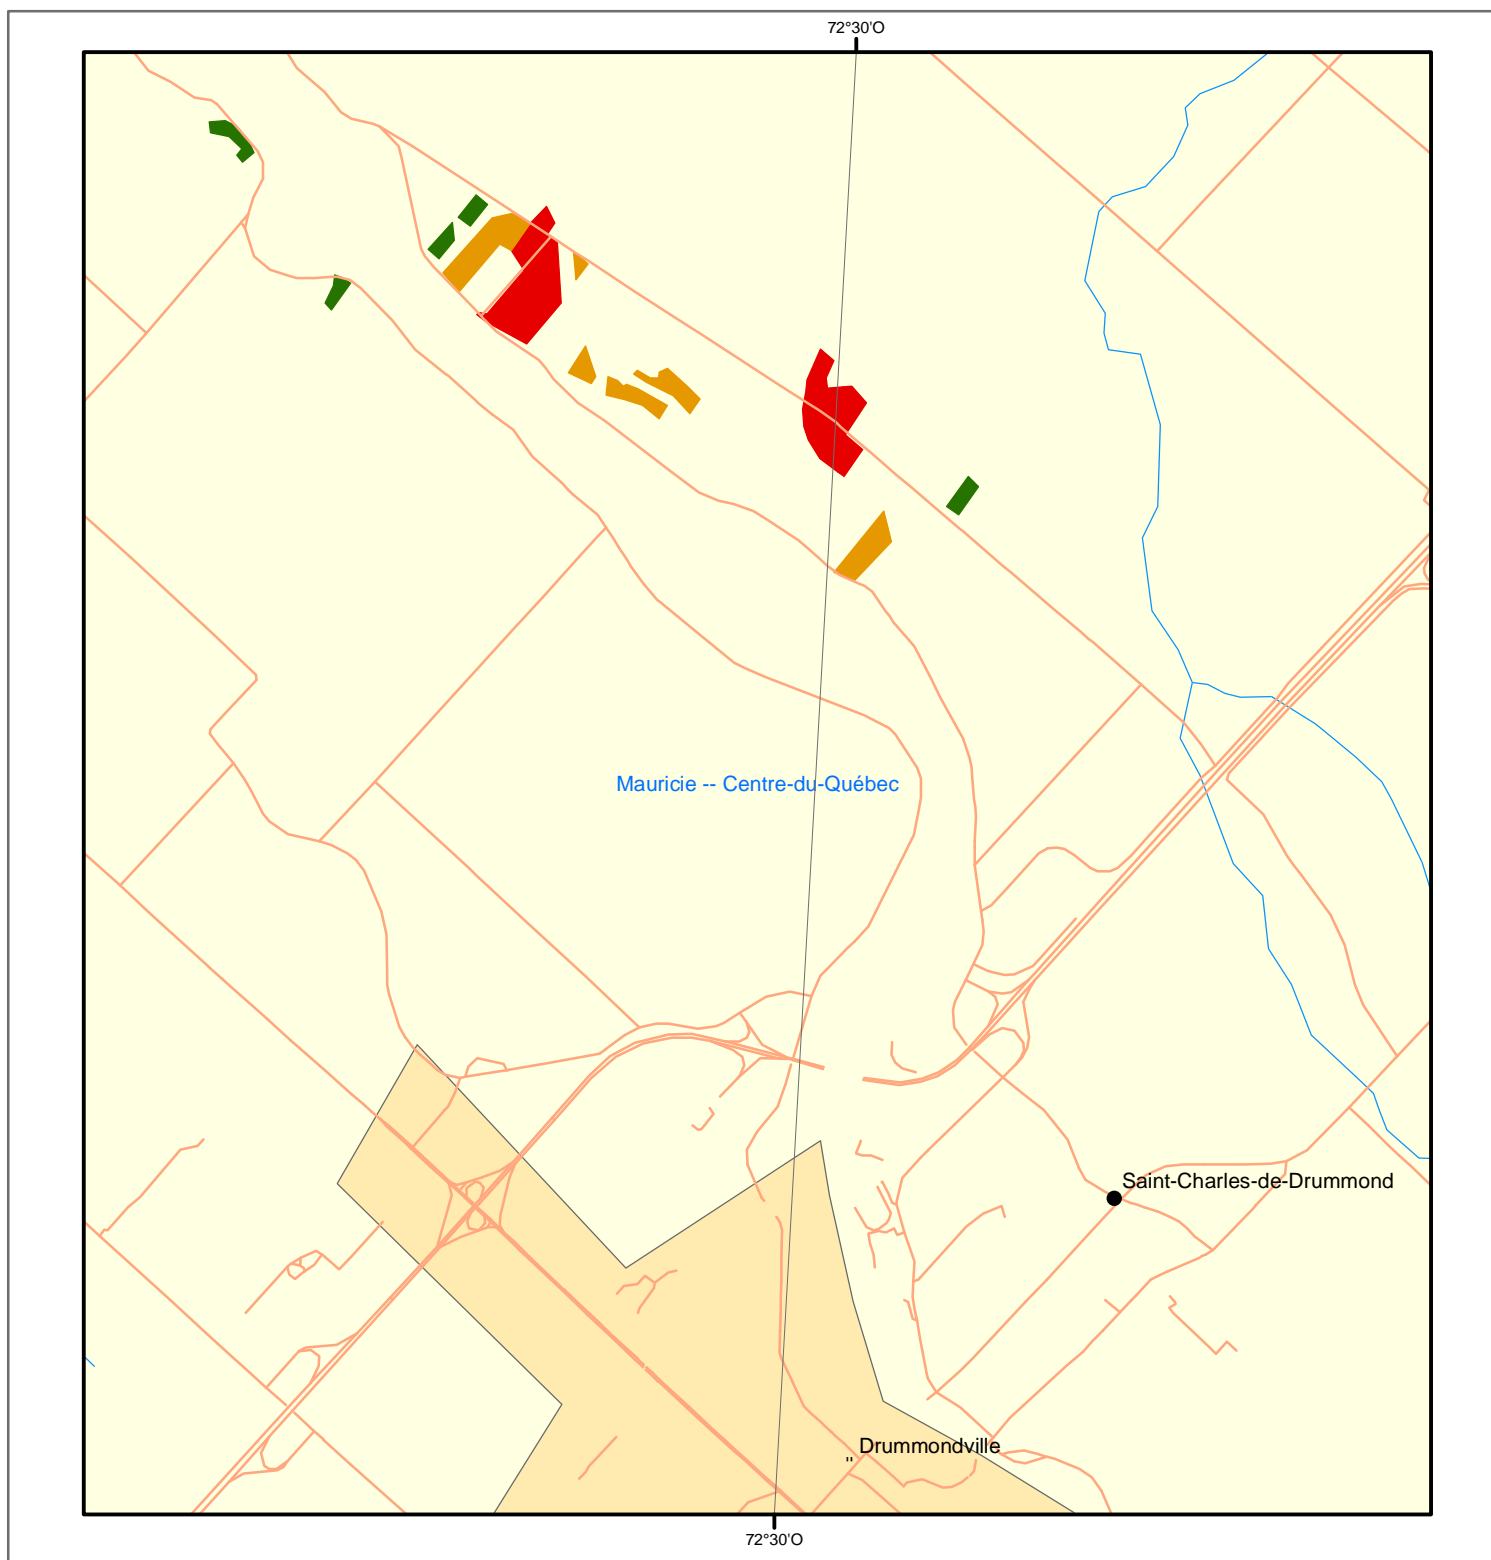 72°30'O
Mauricie -- Centre-du-Québec
Saint-Charles-de-Drummond
Drummondville
"
72°30'O